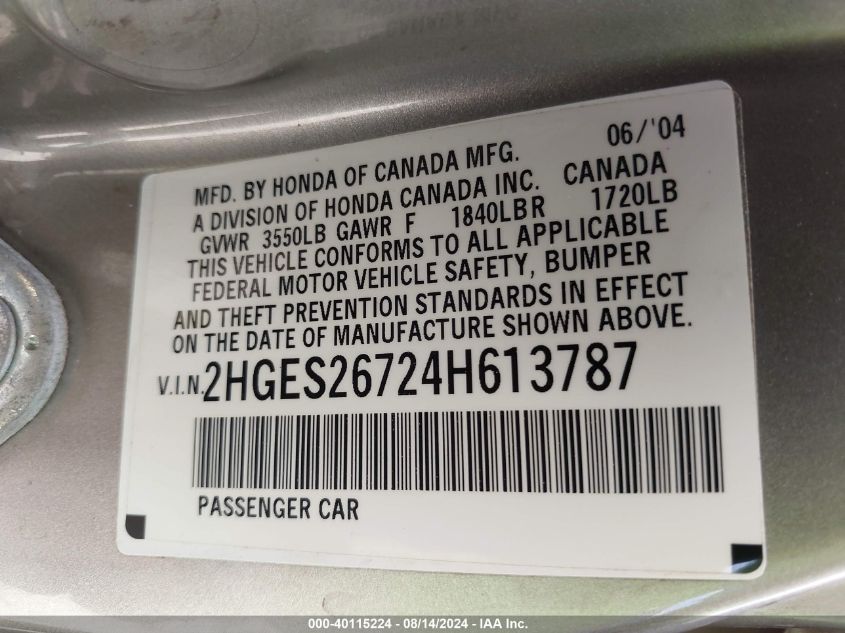 06/'04
MFD. BY HONDA OF CANADA MFG.
A DIVISION OF HONDA CANADA INC. CANADA
GVWR 3550LB GAWR F 1840LBR 1720LB
THIS VEHICLE CONFORMS TO ALL APPLICABLE
FEDERAL MOTOR VEHICLE SAFETY, BUMPER
AND THEFT PREVENTION STANDARDS IN EFFECT
ON THE DATE OF MANUFACTURE SHOWN ABOVE.
V.I.N. 2HGES26724H613787
PASSENGER CAR
000-40115224 - 08/14/2024 - IAA Inc.